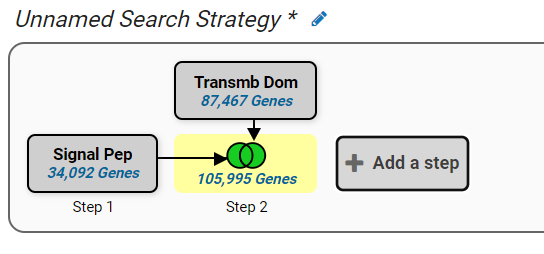 Unnamed Search Strategy *
Transmb Dom
87,467 Genes
Signal Pep
34,092 Genes
105,995 Genes
Add a step
Step 1
Step 2